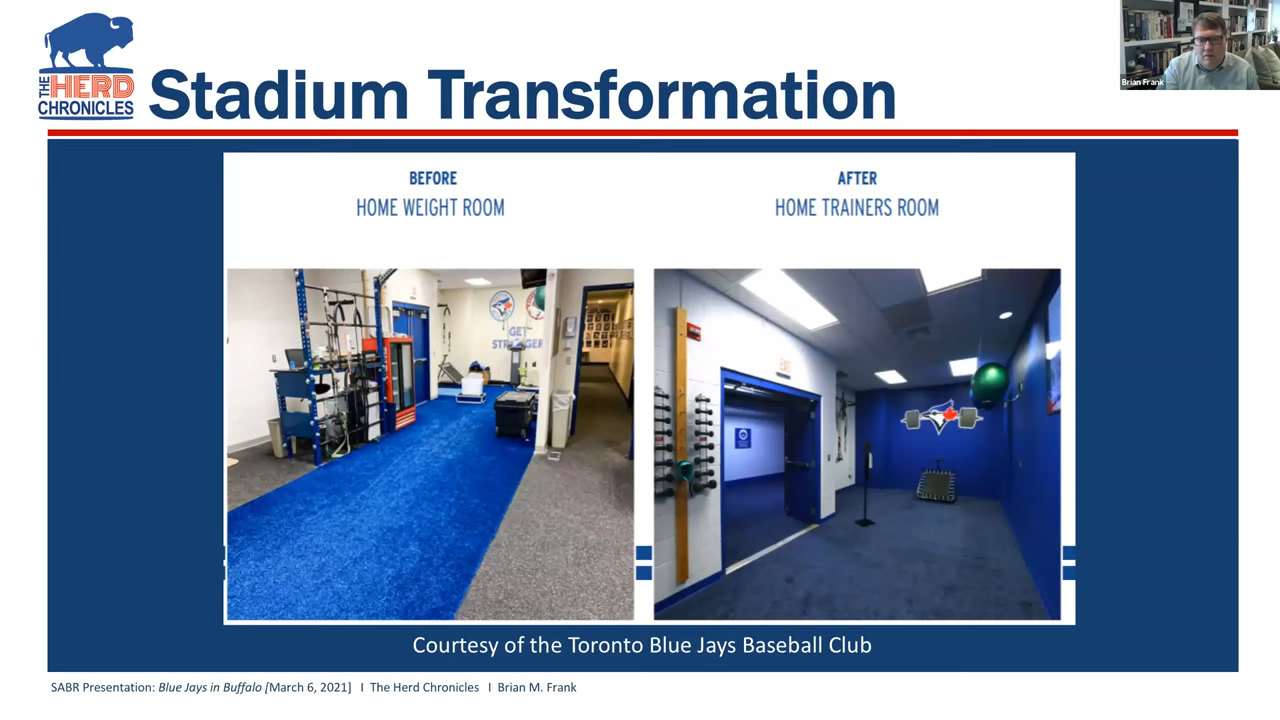 THE HERD
CHRONICLES
Stadium Transformation
Brian Frank
BEFORE
HOME WEIGHT ROOM
AFTER
HOME TRAINERS ROOM
GET
EXIT
Courtesy of the Toronto Blue Jays Baseball Club
SABR Presentation: Blue Jays in Buffalo [March 6, 2021] I The Herd Chronicles I Brian M. Frank